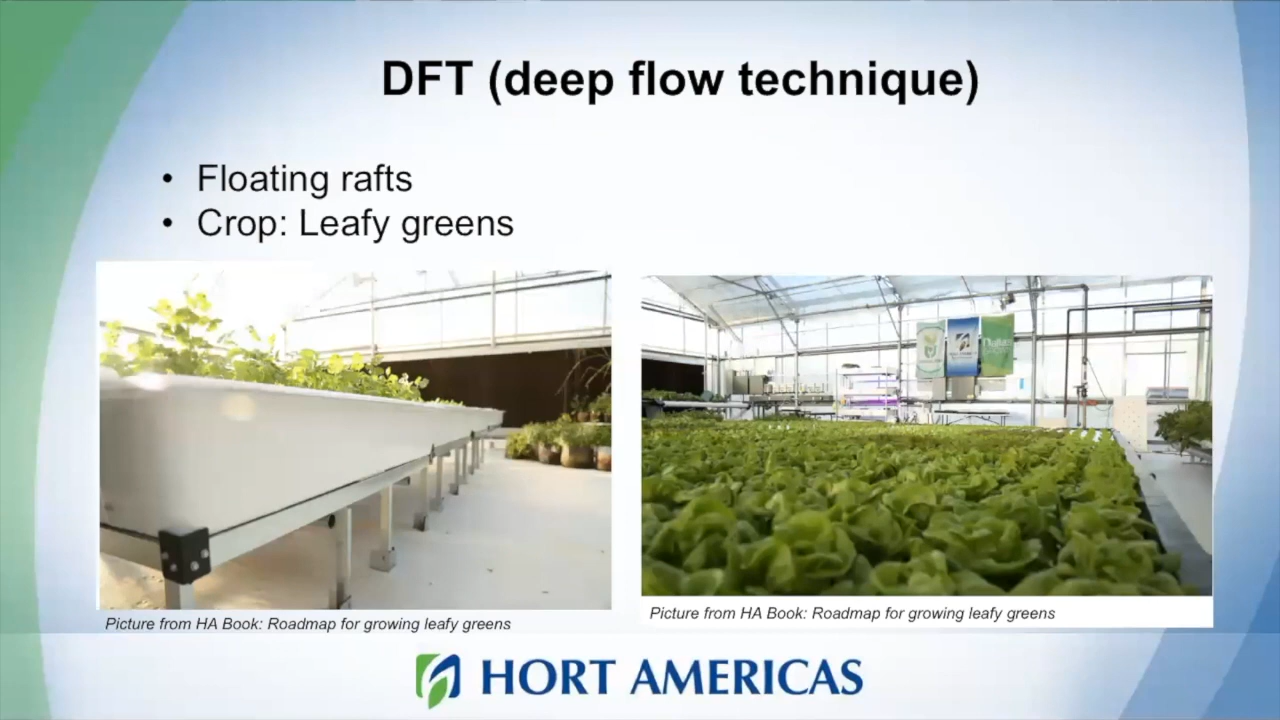 DFT (deep flow technique)
• Floating rafts
• Crop: Leafy greens
Picture from HA Book: Roadmap for growing leafy greens
Picture from HA Book: Roadmap for growing leafy greens
HORT AMERICAS